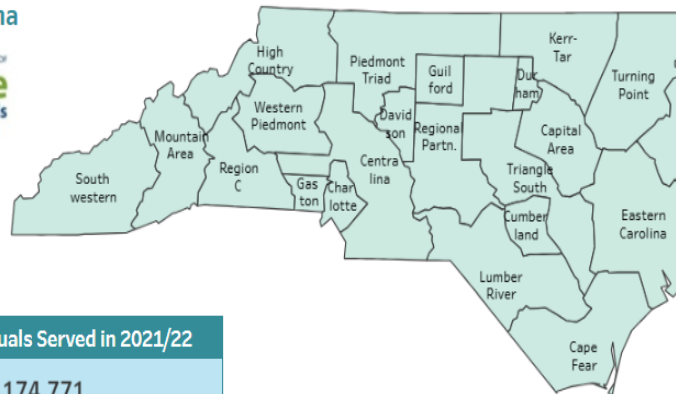 na
OF
e
s
High
Country
Piedmont
Triad
Guil
ford
Kerr-
Tar
Dur
ham
Turning
Point
Western
Piedmont
David
son
Regional
Partn.
Capital
Area
Mountain
Area
Region
C
Centra
lina
Triangle
South
South
western
Gas
ton
Char
lotte
Cumber
land
Eastern
Carolina
Lumber
River
Cape
Fear
uals Served in 2021/22
174,771